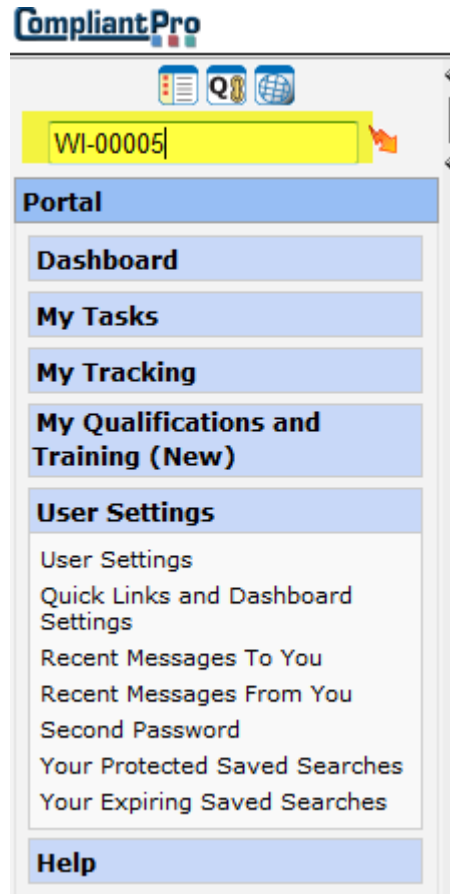 CompliantPro
Q
WI-00005
Portal
Dashboard
My Tasks
My Tracking
My Qualifications and
Training (New)
User Settings
User Settings
Quick Links and Dashboard
Settings
Recent Messages To You
Recent Messages From You
Second Password
Your Protected Saved Searches
Your Expiring Saved Searches
Help